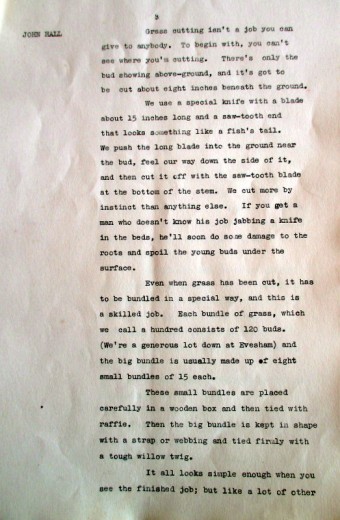 3
JOHN HALL
Grass cutting isn't a job you can
give to anybody. To begin with, you can't
see where you'm cutting. There's only the
bud showing above-ground, and it's got to
be cut about eight inches beneath the ground.
We use a special knife with a blade
about 15 inches long and a saw-tooth end
that looks something like a fish's tail.
We push the long blade into the ground near
the bud, feel our way down the side of it,
and then cut it off with the saw-tooth blade
at the bottom of the stem. We cut more by
instinct than anything else. If you get a
man who doesn't know his job jabbing a knife
in the beds, he'll soon do some damage to the
roots and spoil the young buds under the
surface.
Even when grass has been cut, it has
to be bundled in a special way, and this is
a skilled job. Each bundle of grass, which
we call a hundred consists of 120 buds.
(We're a generous lot down at Evesham) and
the big bundle is usually made up of eight
small bundles of 15 each.
These small bundles are placed
carefully in a wooden box and then tied with
raffie. Then the big bundle is kept in shape
with a strap or webbing and tied firmly with
a tough willow twig.
It all looks simple enough when you
see the finished job; but like a lot of other